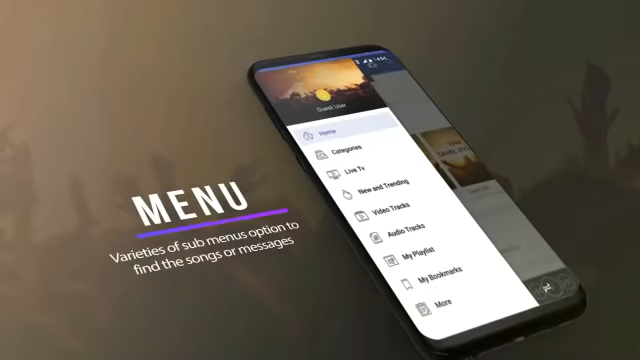 MENU
Varieties of sub menus option to
find the songs or messages
Guest User
Home
Categories
Live Tv
New and Trending
Video Tracks
Audio Tracks
My Playlist
My Bookmarks
More